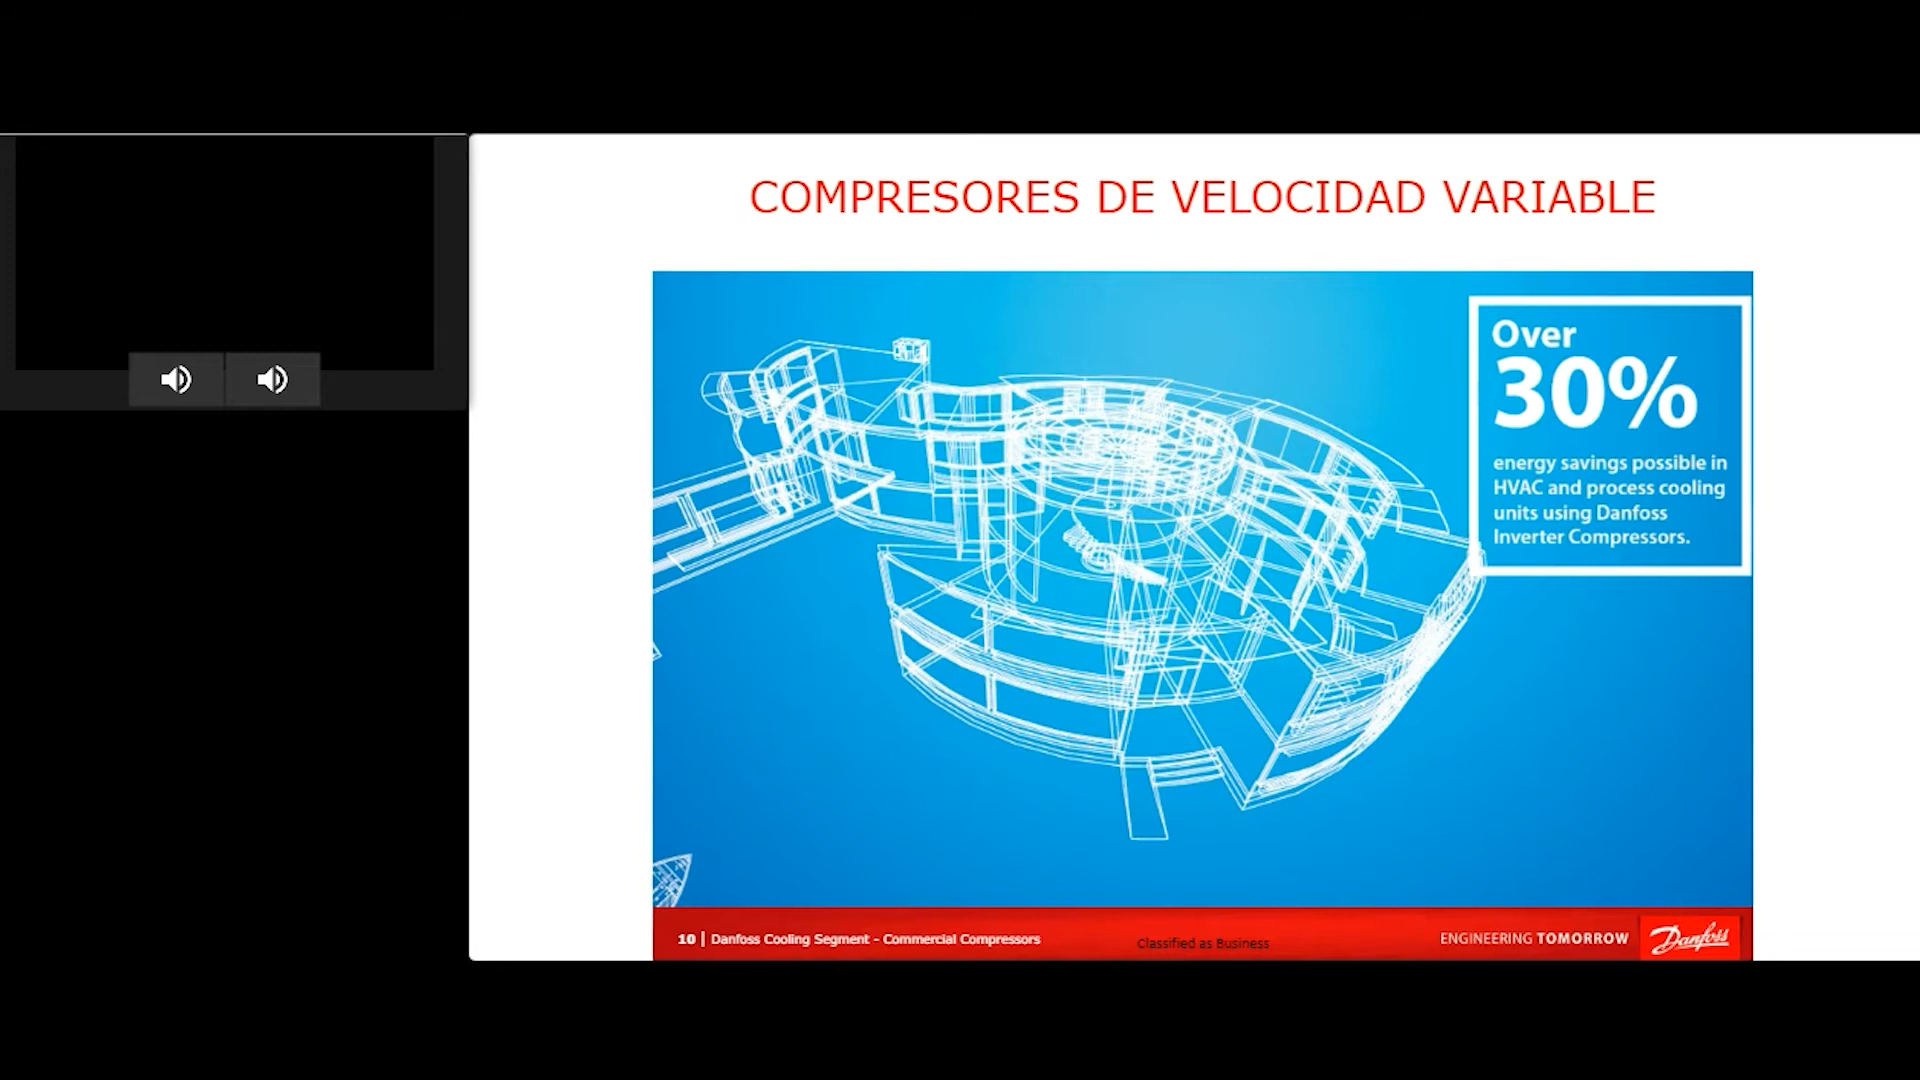 COMPRESORES DE VELOCIDAD VARIABLE
Over
30%
energy savings possible in
HVAC and process cooling
units using Danfoss
Inverter Compressors.
10 | Danfoss Cooling Segment - Commercial Compressors
Classified as Business
ENGINEERING TOMORROW
Danfoss